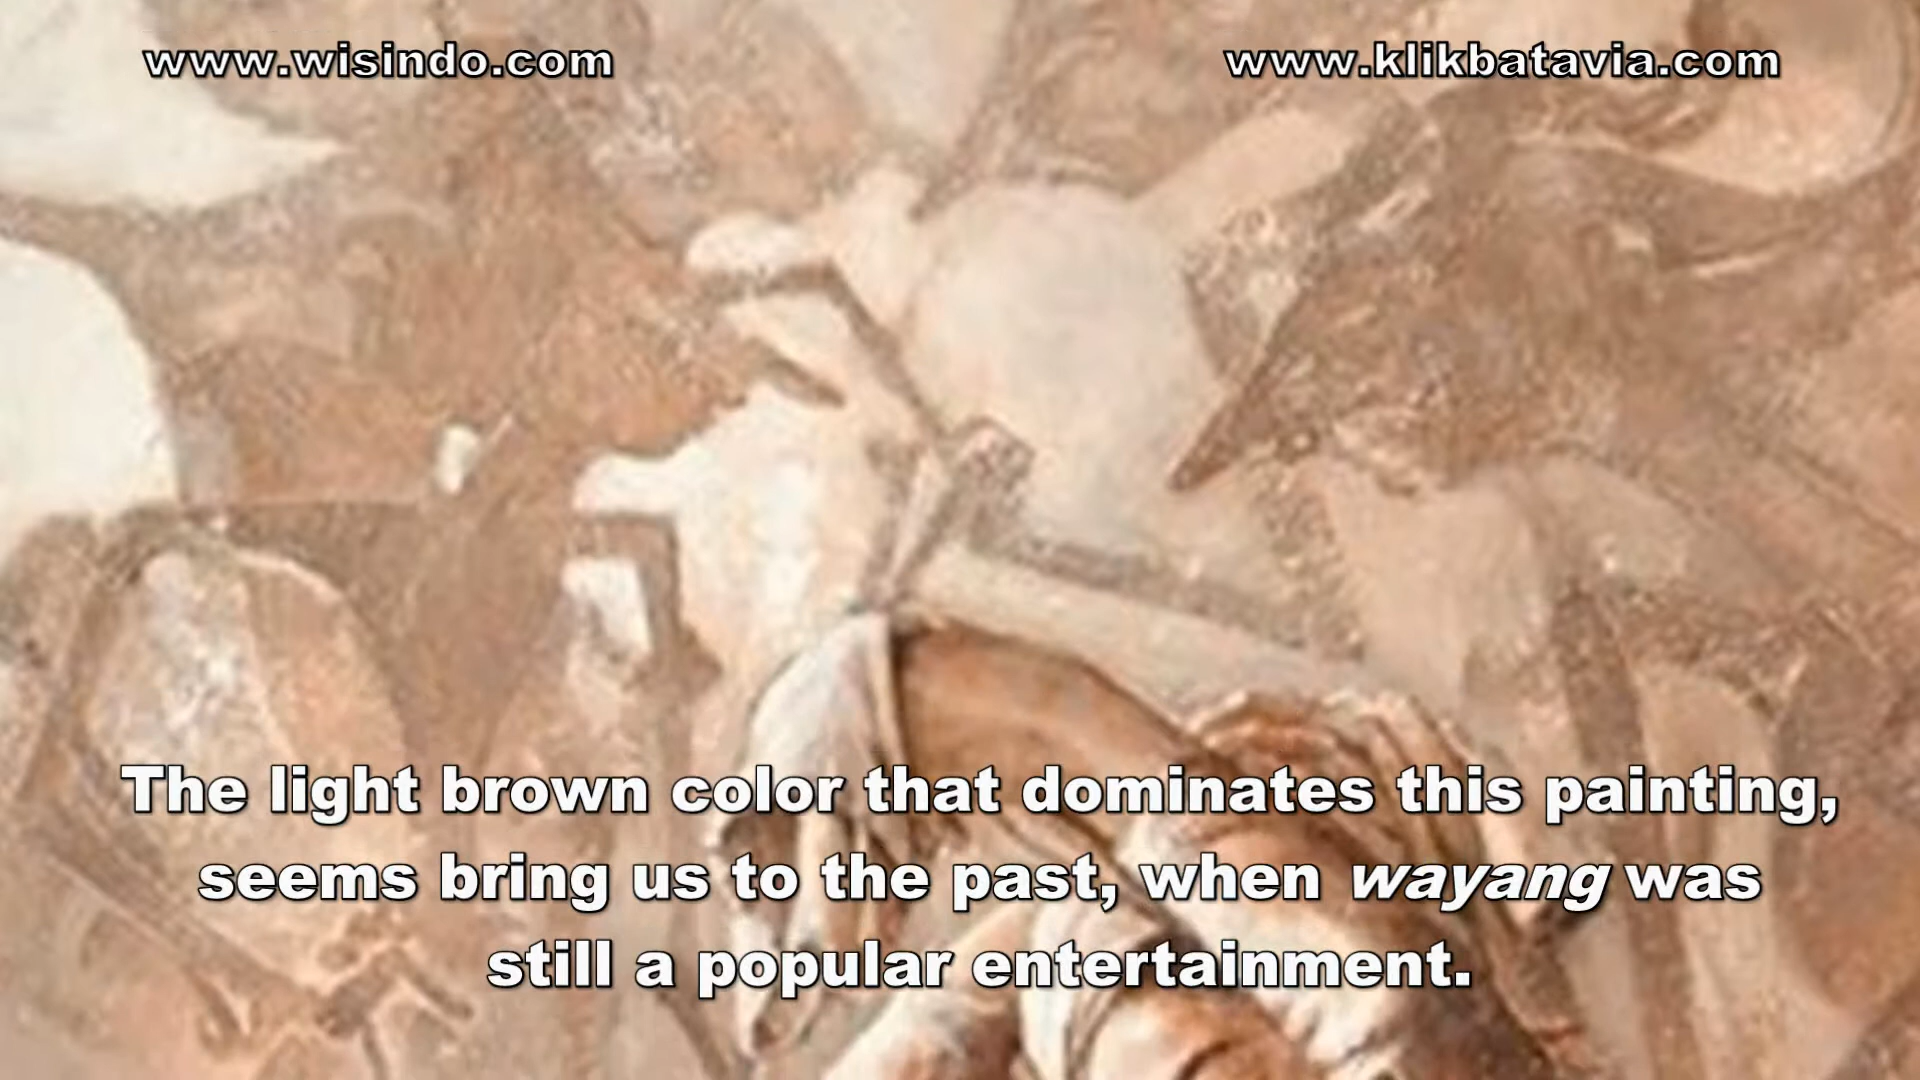 www.wisindo.com
www.klikbatavia.com
The light brown color that dominates this painting,
seems bring us to the past, when wayang was
still a popular entertainment.